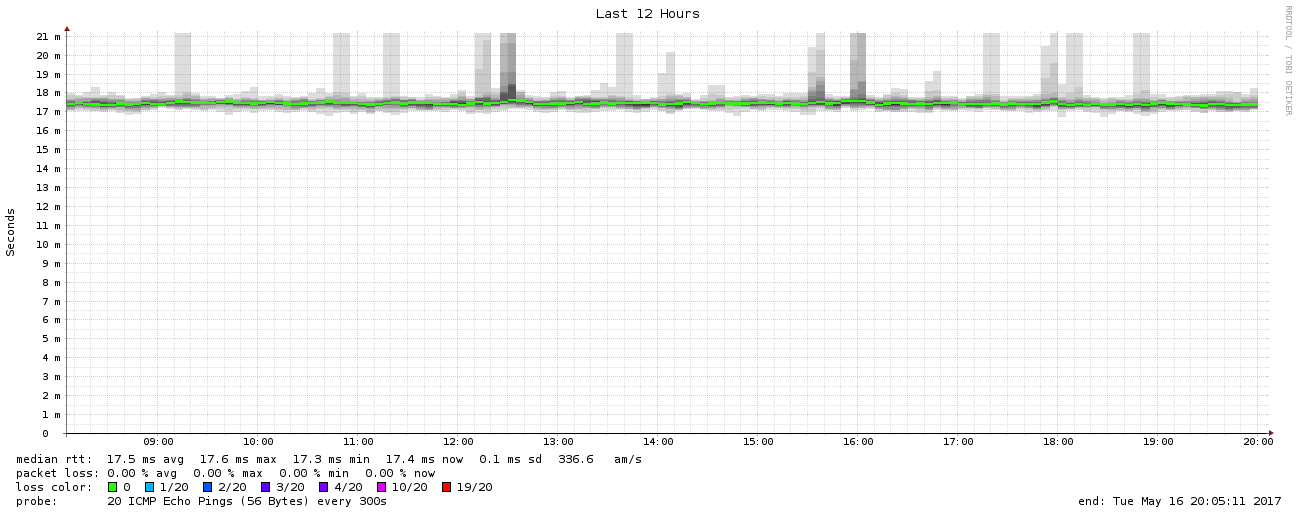 Last 12 Hours
RRDTOOL / TOBI OETIKER
Seconds
21 m
20 m
19 m
18 m
17 m
16 m
15 m
14 m
13 m
12 m
11 m
10 m
9 m
8 m
7 m
6 m
5 m
4 m
3 m
2 m
1 m
0
09:00 10:00 11:00 12:00 13:00 14:00 15:00 16:00 17:00 18:00 19:00 20:00
median rtt: 17.5 ms avg 17.6 ms max 17.3 ms min 17.4 ms now 0.1 ms sd 336.6 am/s
packet loss: 0.00 % avg 0.00 % max 0.00 % min 0.00 % now
loss color: 0 1/20 2/20 3/20 4/20 10/20 19/20
probe: 20 ICMP Echo Pings (56 Bytes) every 300s end: Tue May 16 20:05:11 2017